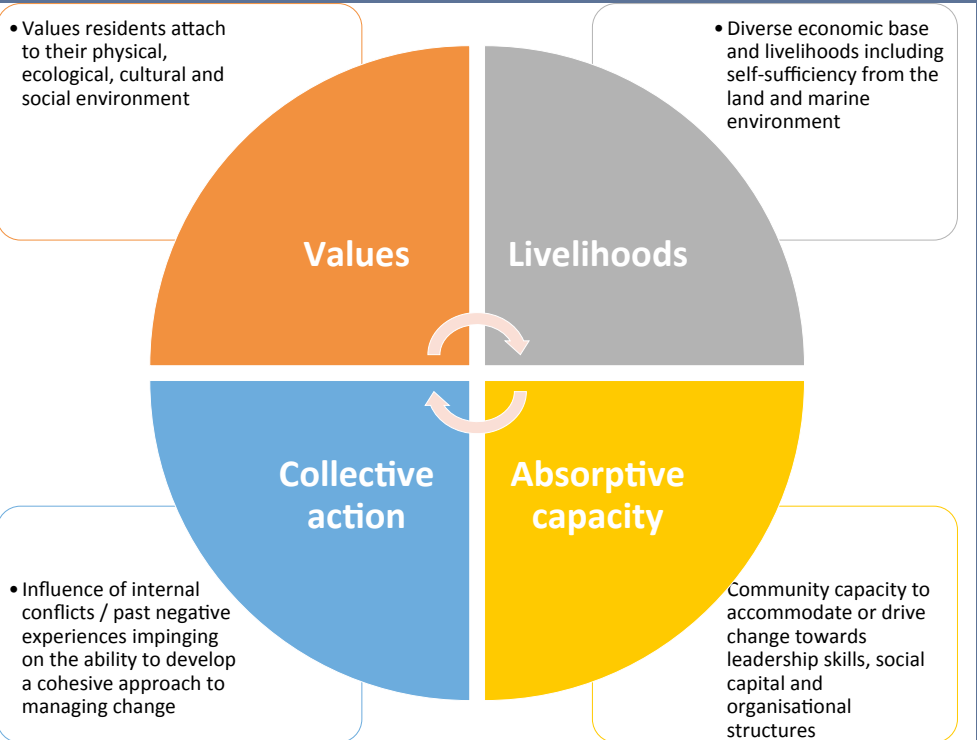 • Values residents attach
to their physical,
ecological, cultural and
social environment
• Diverse economic base
and livelihoods including
self-sufficiency from the
land and marine
environment
Values
Livelihoods
Collective
action
Absorptive
capacity
• Influence of internal
conflicts / past negative
experiences impinging
on the ability to develop
a cohesive approach to
managing change
Community capacity to
accommodate or drive
change towards
leadership skills, social
capital and
organisational
structures